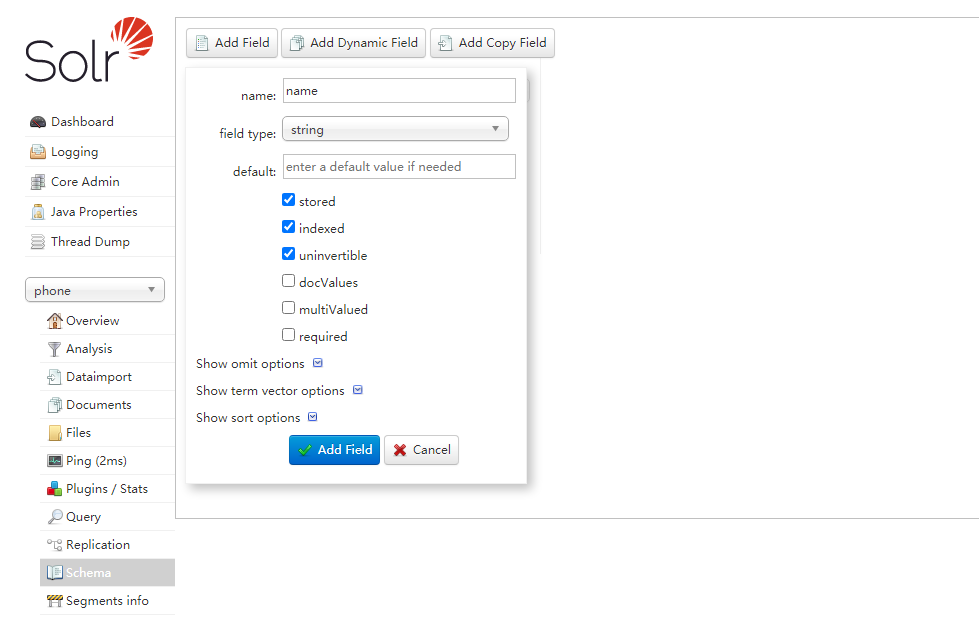 Solr
Add Field
Add Dynamic Field
Add Copy Field
name:
name
field type:
string
default:
enter a default value if needed
stored
indexed
uninvertible
docValues
multiValued
required
Show omit options
Show term vector options
Show sort options
Add Field
Cancel
Dashboard
Logging
Core Admin
Java Properties
Thread Dump
phone
Overview
Analysis
Dataimport
Documents
Files
Ping (2ms)
Plugins / Stats
Query
Replication
Schema
Segments info